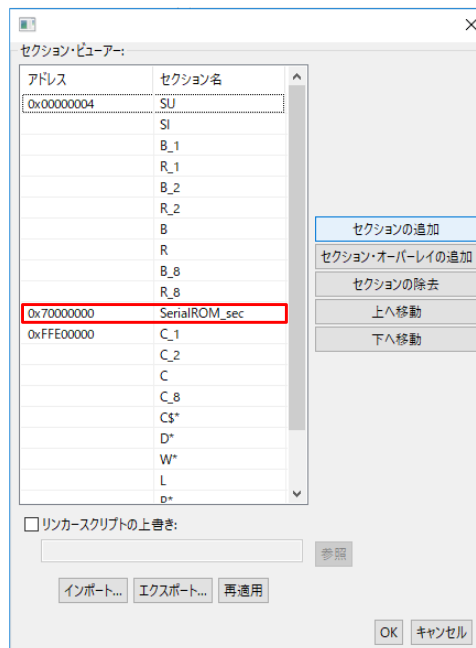 セクション・ビューアー:
アドレス セクション名
0x00000004 SU
SI
B_1
R_1
B_2
R_2
B
R
B_8
R_8
0x70000000 SerialROM_sec
0xFFE00000 C_1
C_2
C
C_8
C$*
D*
W*
L
P*
セクションの追加
セクション・オーバーレイの追加
セクションの除去
上へ移動
下へ移動
リンカースクリプトの上書き:
参照
インポート... エクスポート... 再適用
OK キャンセル